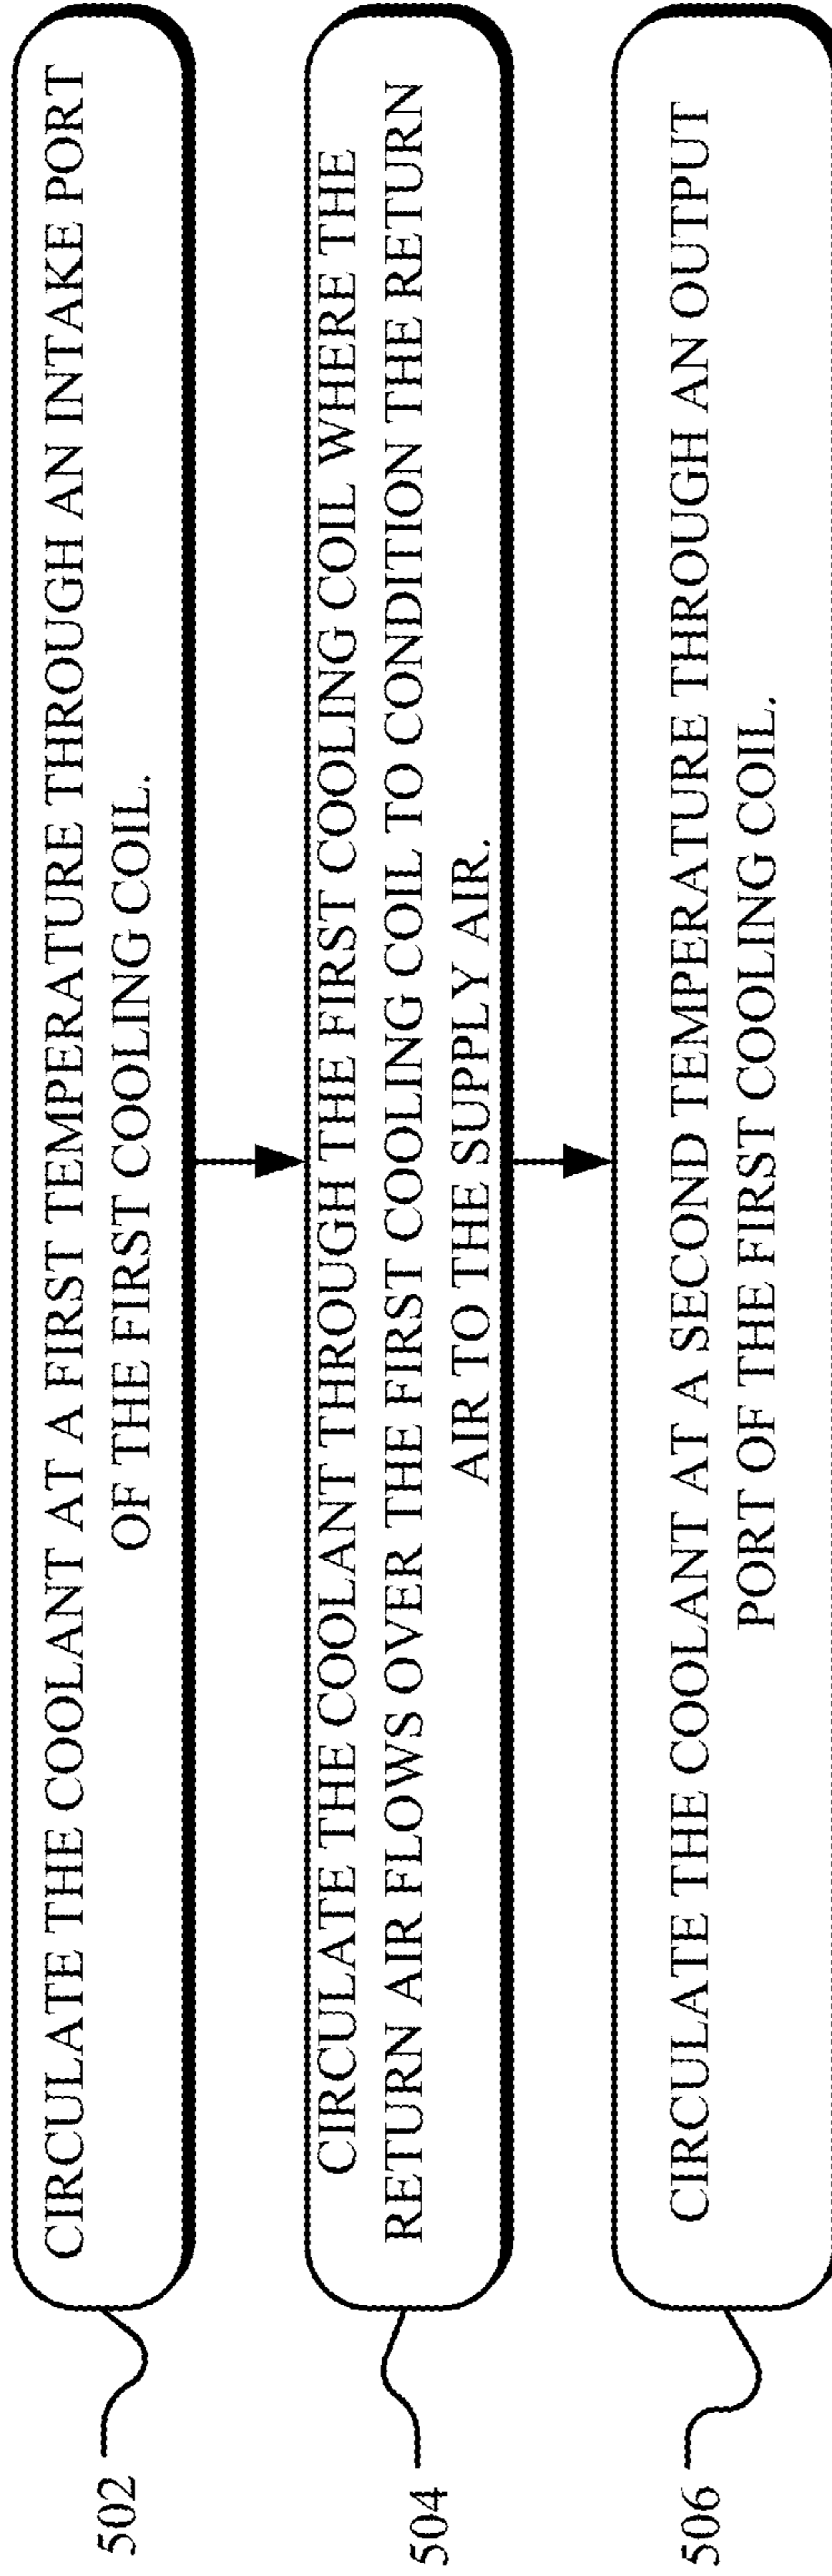 502
CIRCULATE THE COOLANT AT A FIRST TEMPERATURE THROUGH AN INTAKE PORT
OF THE FIRST COOLING COIL.
504
CIRCULATE THE COOLANT THROUGH THE FIRST COOLING COIL WHERE THE
RETURN AIR FLOWS OVER THE FIRST COOLING COIL TO CONDITION THE RETURN
AIR TO THE SUPPLY AIR.
506
CIRCULATE THE COOLANT AT A SECOND TEMPERATURE THROUGH AN OUTPUT
PORT OF THE FIRST COOLING COIL.